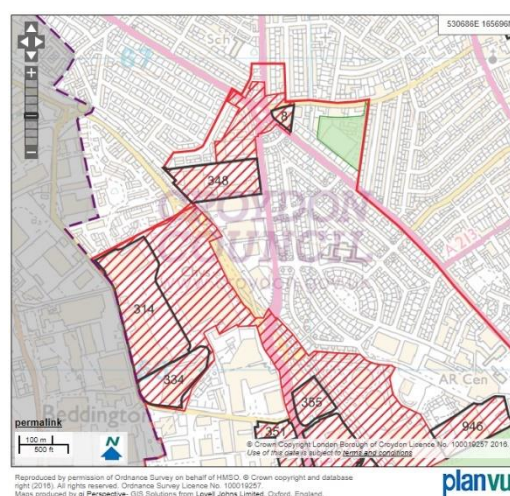 530686E 165696N
Sch
8
348
CROYDON
COUNCIL
A213
314
334
355
351
946
AR Cen
Beddington
permalink
100 m
500 ft
N
© Crown Copyright London Borough of Croydon Licence No. 100019257 2016.
Use of this data is subject to terms and conditions
Reproduced by permission of Ordnance Survey on behalf of HMSO. © Crown copyright and database
right (2016). All rights reserved. Ordnance Survey Licence No. 100019257.
Maps produced by gi Perspective- GIS Solutions from Lovell Johns Limited, Oxford, England.
planvu